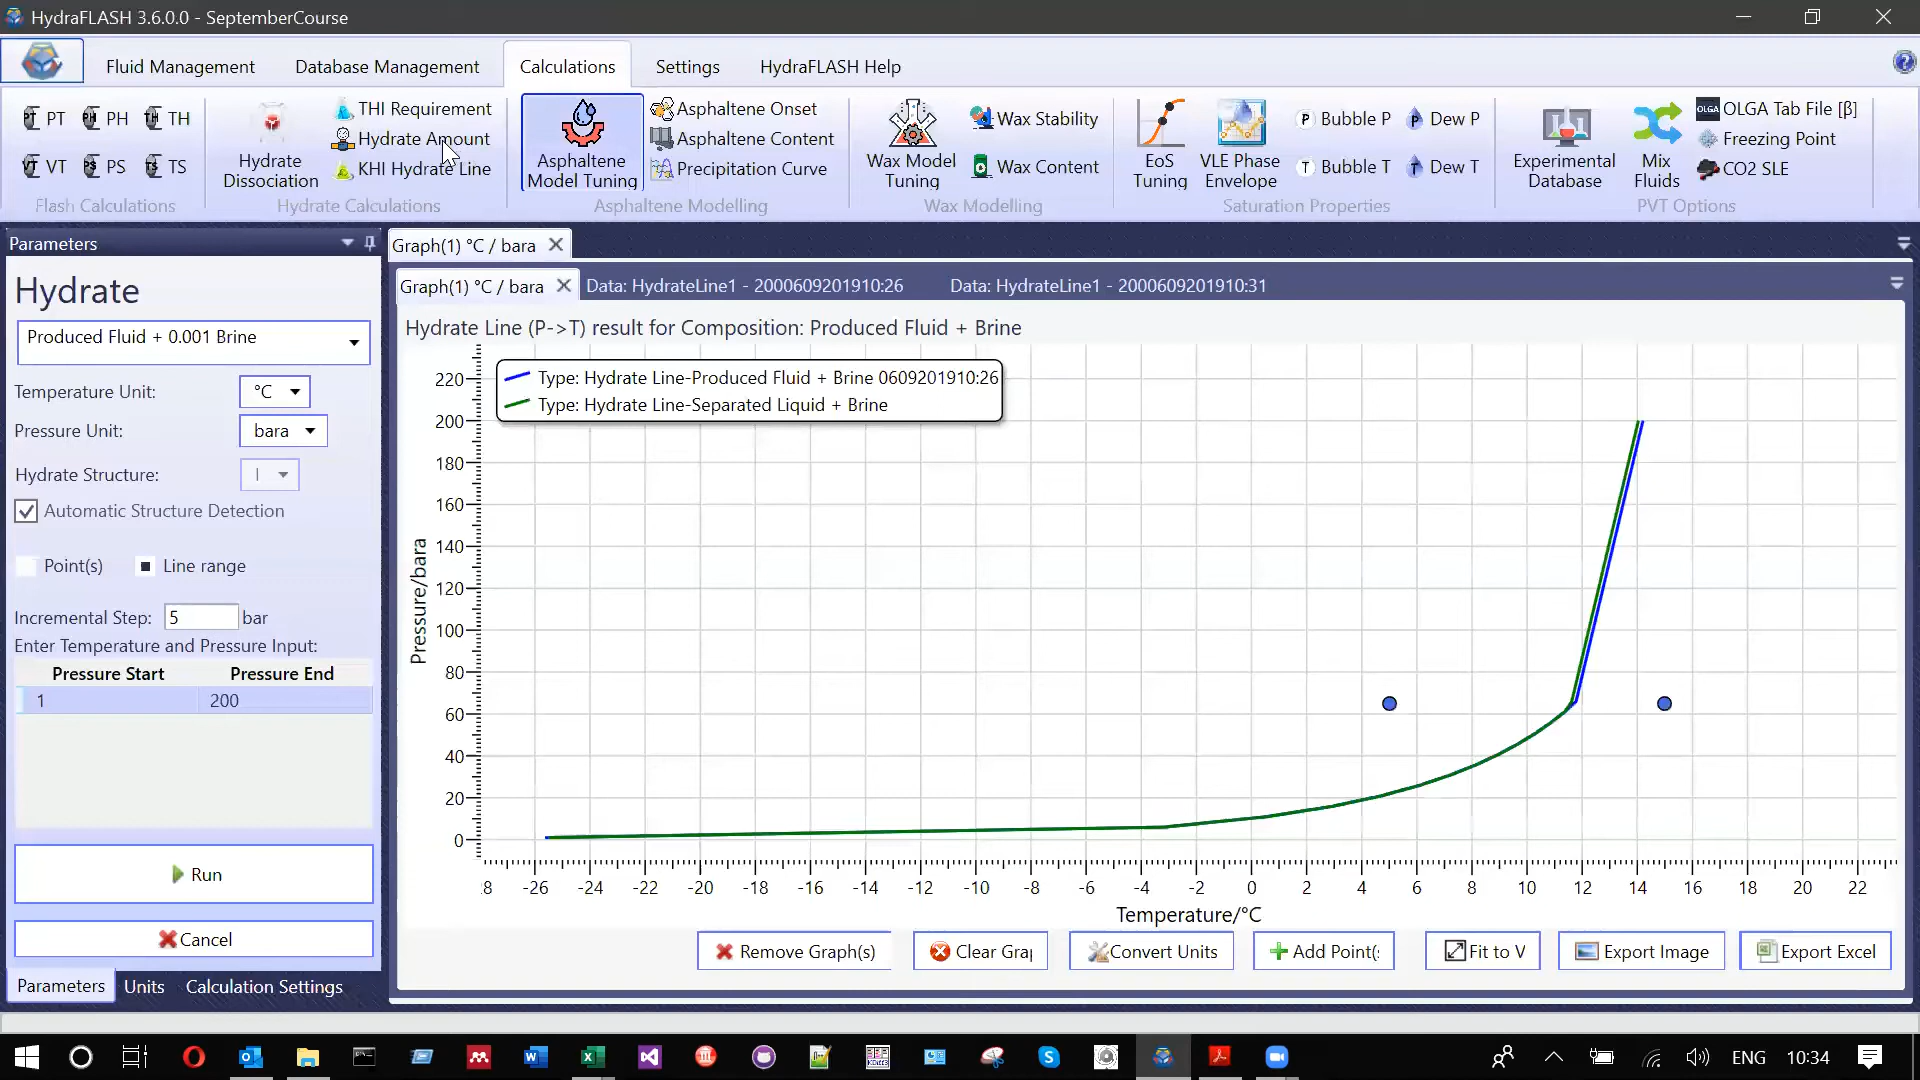 HydraFLASH 3.6.0.0 - SeptemberCourse
Fluid Management
Database Management
Calculations
Settings
HydraFLASH Help
PT
PH
TH
VT
PS
TS
Flash Calculations
Hydrate
Dissociation
THI Requirement
Hydrate Amount
KHI Hydrate Line
Hydrate Calculations
Asphaltene
Model Tuning
Asphaltene Onset
Asphaltene Content
Precipitation Curve
Asphaltene Modelling
Wax Model
Tuning
Wax Stability
Wax Content
Wax Modelling
EoS
Tuning
VLE Phase
Envelope
P Bubble P
P Dew P
T Bubble T
T Dew T
Saturation Properties
Experimental
Database
Mix
Fluids
OLGA OLGA Tab File [β]
Freezing Point
CO2 SLE
PVT Options
Parameters
Hydrate
Produced Fluid + 0.001 Brine
Temperature Unit: °C
Pressure Unit: bara
Hydrate Structure: I
Automatic Structure Detection
Point(s) Line range
Incremental Step: 5 bar
Enter Temperature and Pressure Input:
Pressure Start Pressure End
1 200
Run
Cancel
Parameters Units Calculation Settings
Graph(1) °C / bara
Graph(1) °C / bara
Data: HydrateLine1 - 2000609201910:26
Data: HydrateLine1 - 2000609201910:31
Hydrate Line (P->T) result for Composition: Produced Fluid + Brine
Type: Hydrate Line-Produced Fluid + Brine 0609201910:26
Type: Hydrate Line-Separated Liquid + Brine
Pressure/bara
220
200
180
160
140
120
100
80
60
40
20
0
:8 -26 -24 -22 -20 -18 -16 -14 -12 -10 -8 -6 -4 -2 0 2 4 6 8 10 12 14 16 18 20 22
Temperature/°C
Remove Graph(s)
Clear Gra
Convert Units
Add Point(s
Fit to V
Export Image
Export Excel
ENG
10:34